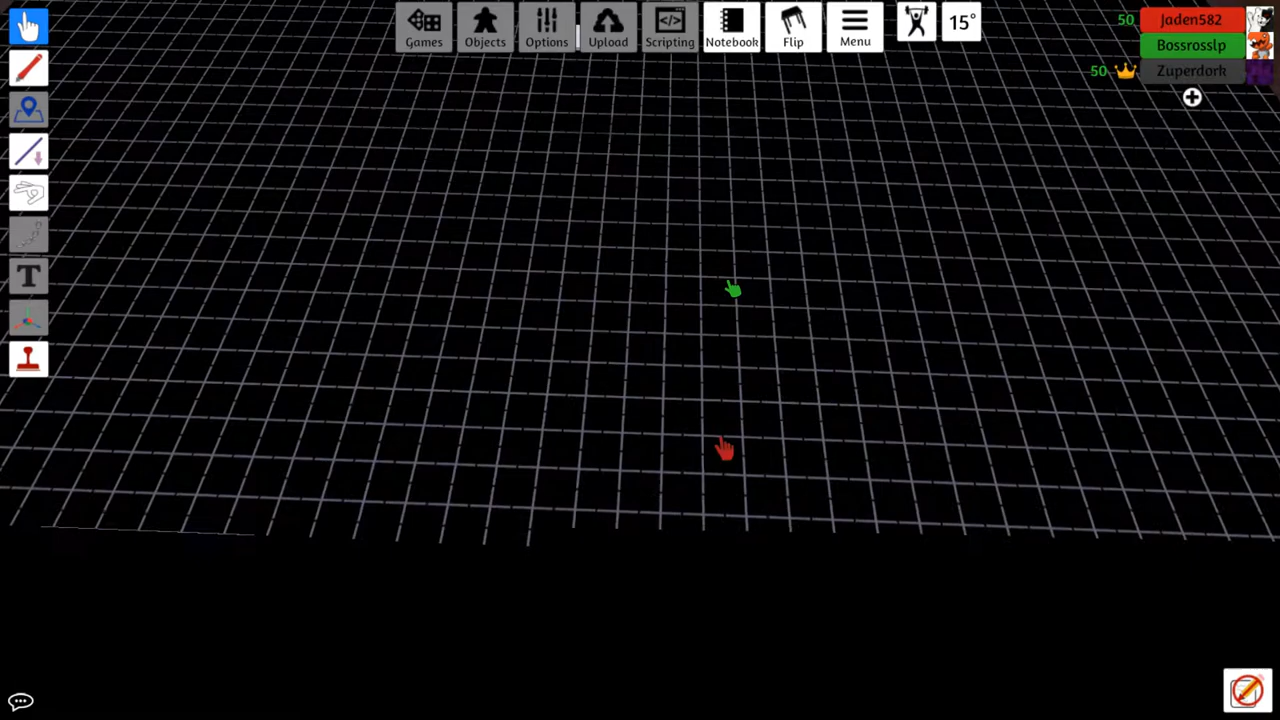 Games Objects Options Upload Scripting Notebook Flip Menu 15°
50 Jaden582
Bossrosslp
50 Zuperdork
T